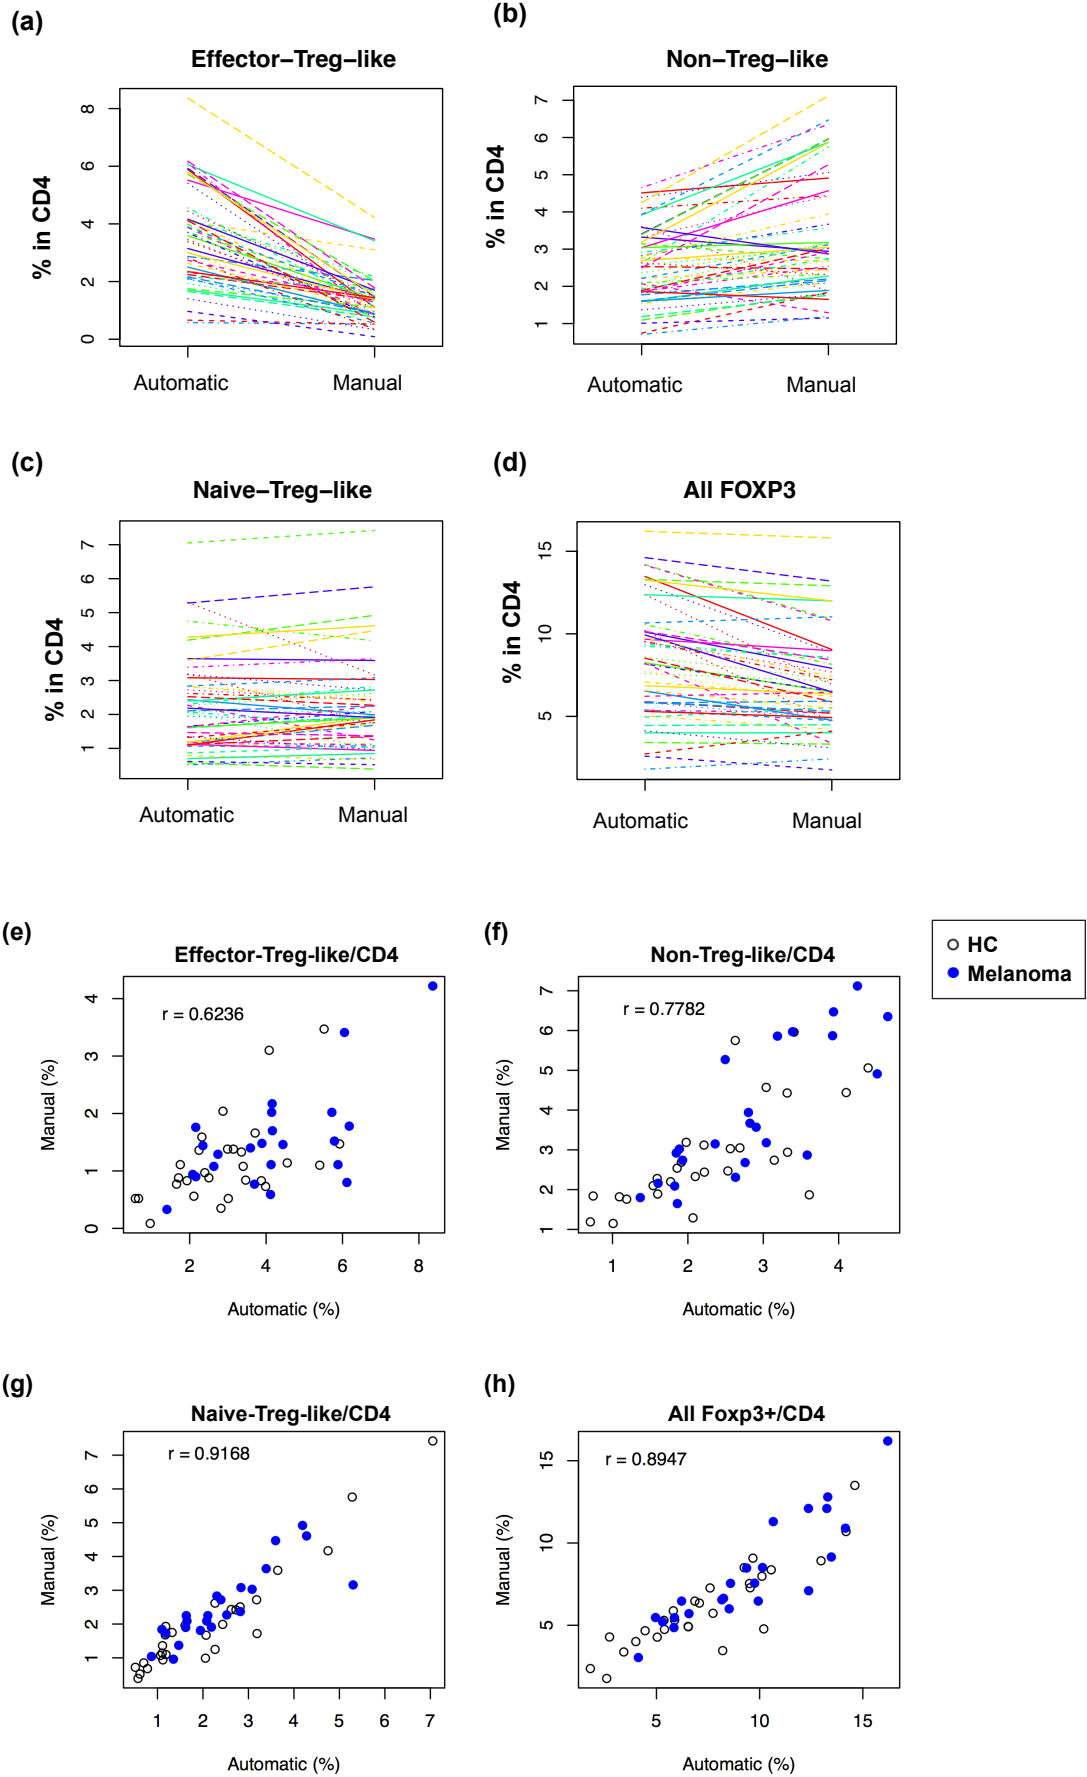 (a)
Effector–Treg–like
% in CD4
8
6
4
2
0
Automatic Manual
(b)
Non–Treg–like
% in CD4
7
6
5
4
3
2
1
Automatic Manual
(c)
Naive–Treg–like
% in CD4
7
6
5
4
3
2
1
Automatic Manual
(d)
All FOXP3
% in CD4
15
10
5
Automatic Manual
(e)
Effector-Treg-like/CD4
r = 0.6236
Manual (%)
4
3
2
1
0
2 4 6 8
Automatic (%)
(f)
Non-Treg-like/CD4
r = 0.7782
Manual (%)
7
6
5
4
3
2
1
1 2 3 4
Automatic (%)
HC
Melanoma
(g)
Naive-Treg-like/CD4
r = 0.9168
Manual (%)
7
6
5
4
3
2
1
1 2 3 4 5 6 7
Automatic (%)
(h)
All Foxp3+/CD4
r = 0.8947
Manual (%)
15
10
5
5 10 15
Automatic (%)